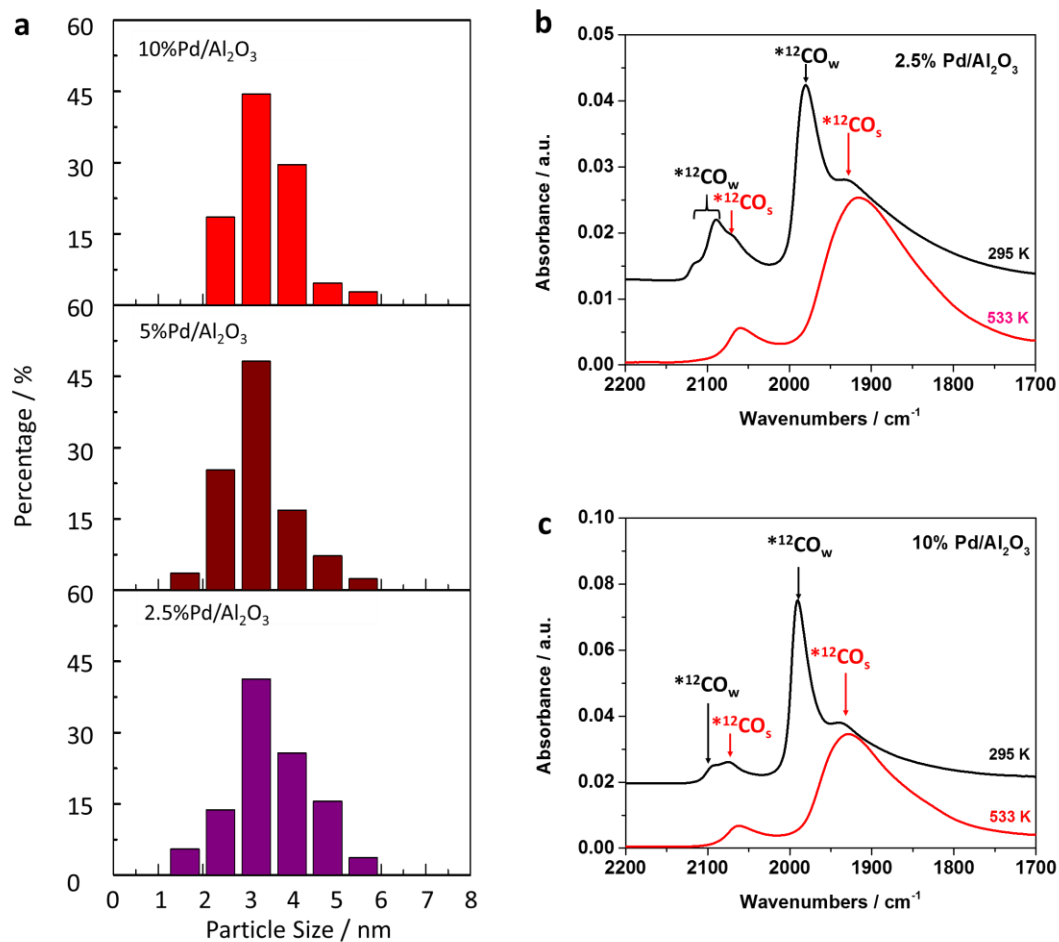 a
60
10%Pd/Al₂O₃
45
30
15
60
5%Pd/Al₂O₃
45
30
15
60
2.5%Pd/Al₂O₃
45
30
15
0
0 1 2 3 4 5 6 7 8
Percentage / %
Particle Size / nm
b
0.05
0.04
0.03
0.02
0.01
0.00
*¹²COw
2.5% Pd/Al₂O₃
*¹²COs
*¹²COw
*¹²COs
295 K
533 K
2200 2100 2000 1900 1800 1700
Absorbance / a.u.
Wavenumbers / cm⁻¹
c
0.10
0.08
0.06
0.04
0.02
0.00
*¹²COw
10% Pd/Al₂O₃
*¹²COs
*¹²COw
*¹²COs
295 K
533 K
2200 2100 2000 1900 1800 1700
Absorbance / a.u.
Wavenumbers / cm⁻¹